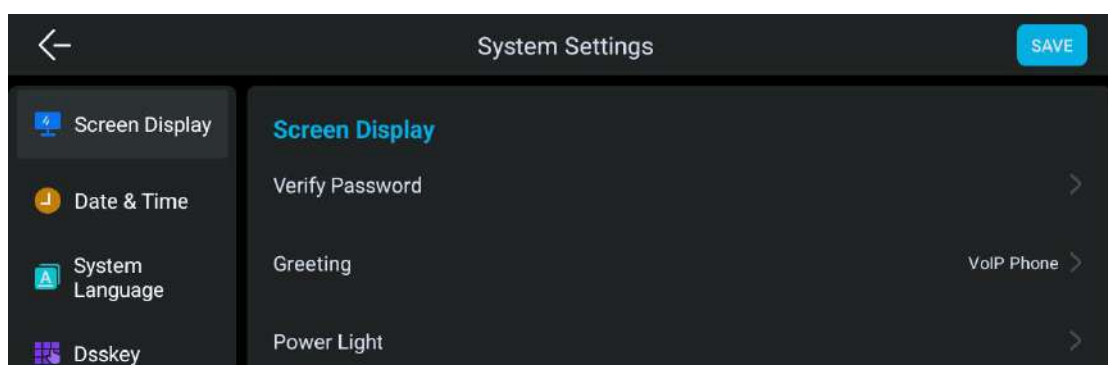 System Settings
SAVE
Screen Display
Date & Time
System
Language
Dsskey
Screen Display
Verify Password
Greeting
VoIP Phone
Power Light